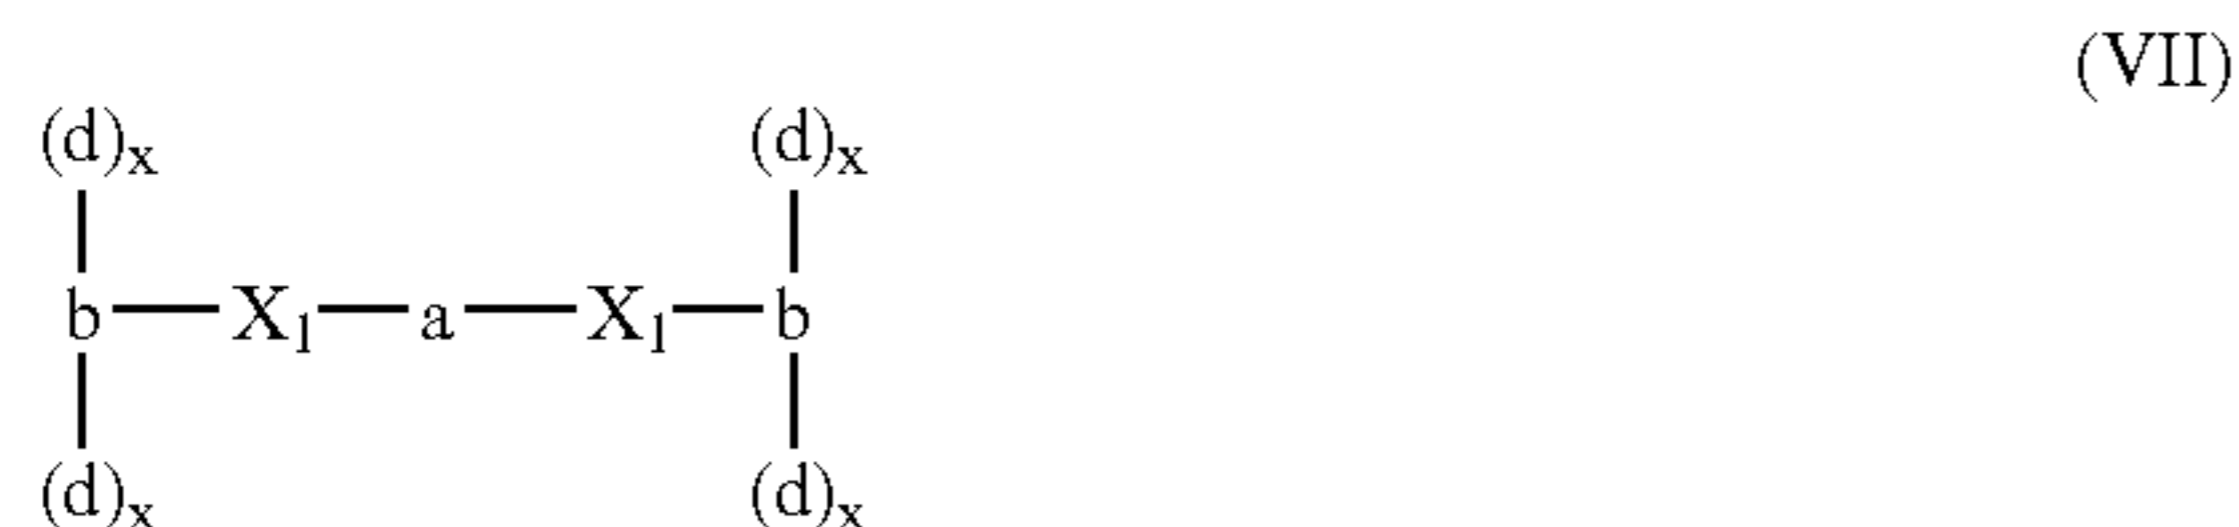 (VII)
(d)x (d)x
b—X1—a—X1—b
(d)x (d)x